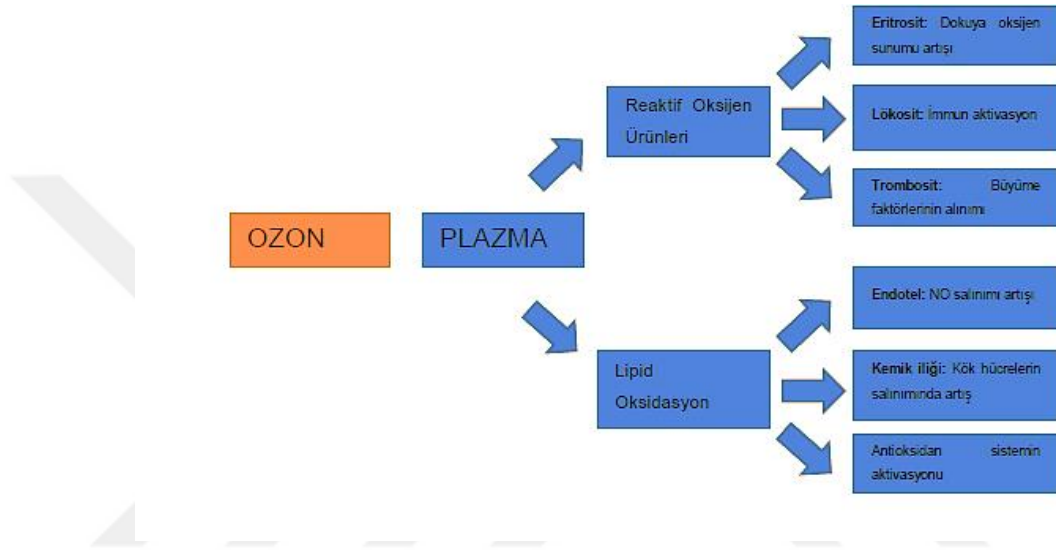 OZON
PLAZMA
Reaktif Oksijen
Ürünleri
Eritrosit: Dokuya oksijen
sunumu artışı
Lökosit: İmmun aktivasyon
Trombosit: Büyüme
faktörlerinin alınımı
Lipid
Oksidasyon
Endotel: NO salınımı artışı
Kemik iliği: Kök hücrelerin
salınımında artış
Antioksidan sistemin
aktivasyonu